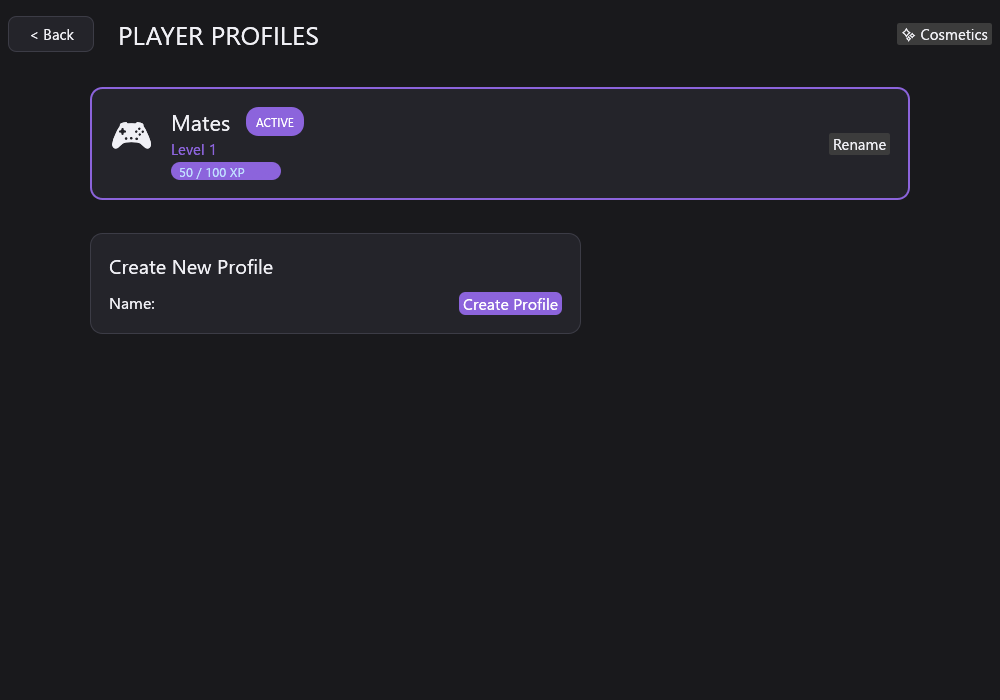 < Back
PLAYER PROFILES
Cosmetics
Mates
ACTIVE
Level 1
50 / 100 XP
Rename
Create New Profile
Name:
Create Profile